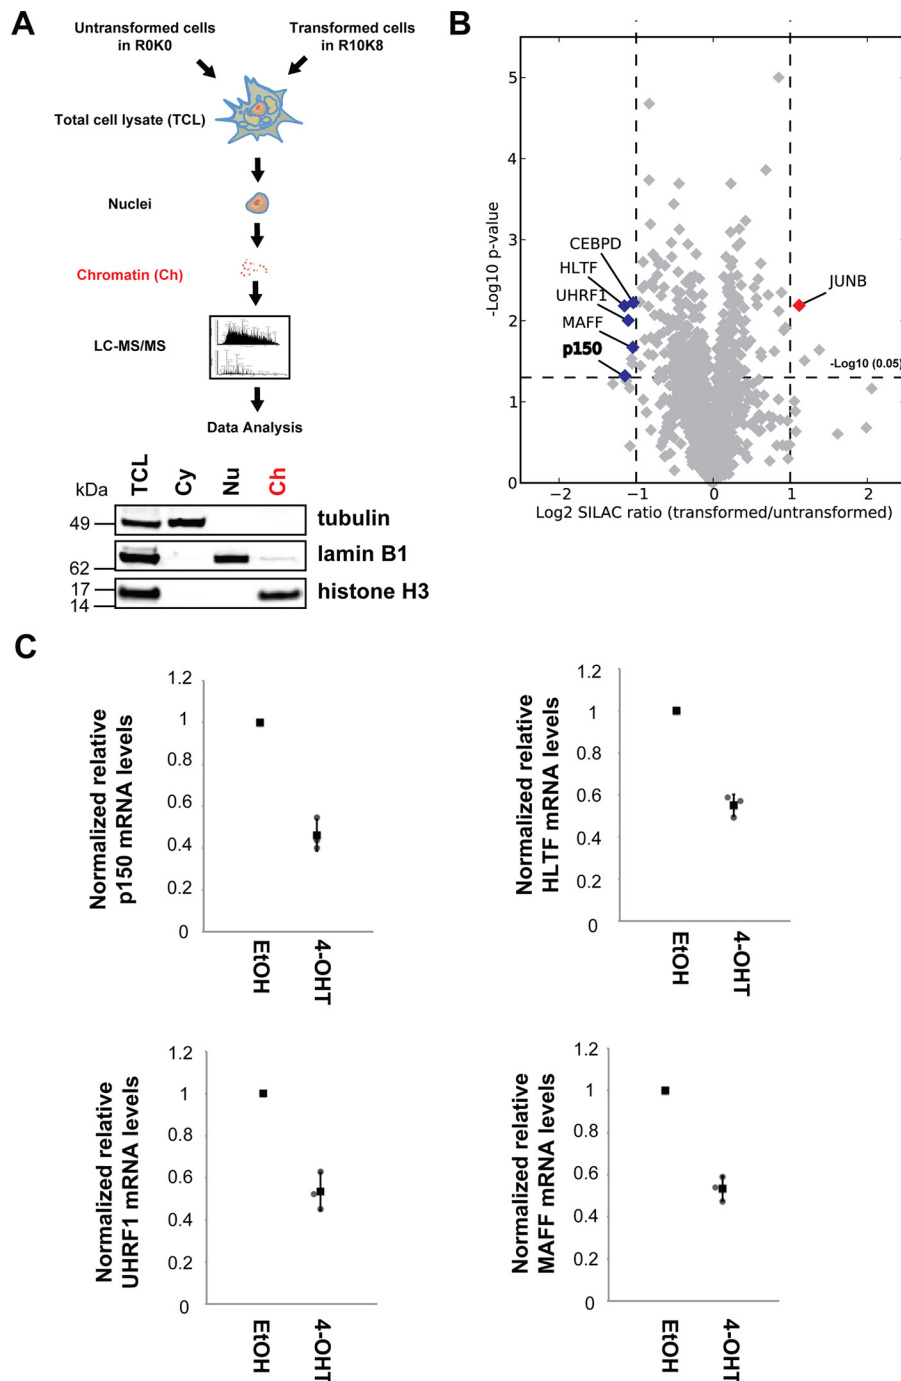 A
Untransformed cells
in R0K0
Transformed cells
in R10K8
Total cell lysate (TCL)
Nuclei
Chromatin (Ch)
LC-MS/MS
Data Analysis
kDa
TCL
Cy
Nu
Ch
49
tubulin
62
lamin B1
17
14
histone H3
B
-Log10 p-value
5
4
3
2
1
0
CEBPD
HLTF
UHRF1
MAFF
p150
JUNB
-Log10 (0.05)
−2
−1
0
1
2
Log2 SILAC ratio (transformed/untransformed)
C
Normalized relative
p150 mRNA levels
1.2
1
0.8
0.6
0.4
0.2
0
EtOH
4-OHT
Normalized relative
HLTF mRNA levels
1.2
1
0.8
0.6
0.4
0.2
0
EtOH
4-OHT
Normalized relative
UHRF1 mRNA levels
1.2
1
0.8
0.6
0.4
0.2
0
EtOH
4-OHT
Normalized relative
MAFF mRNA levels
1.2
1
0.8
0.6
0.4
0.2
0
EtOH
4-OHT